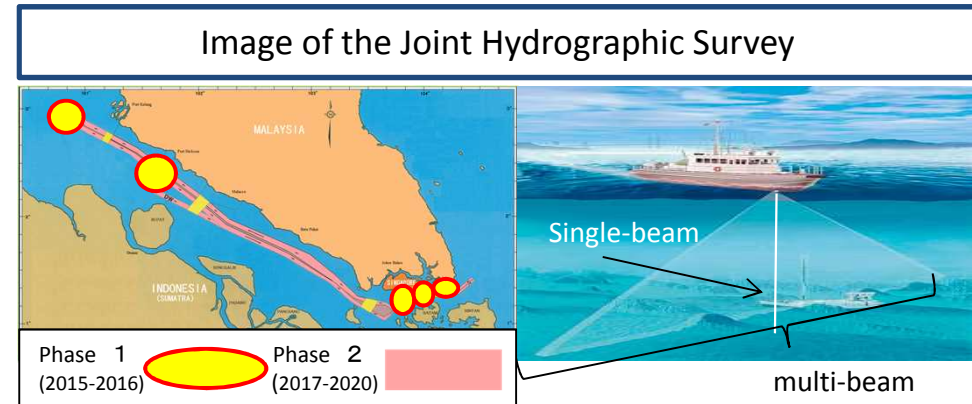 Image of the Joint Hydrographic Survey
MALAYSIA
SINGAPORE
INDONESIA
(SUMATRA)
Phase 1
(2015-2016)
Phase 2
(2017-2020)
Single-beam
multi-beam